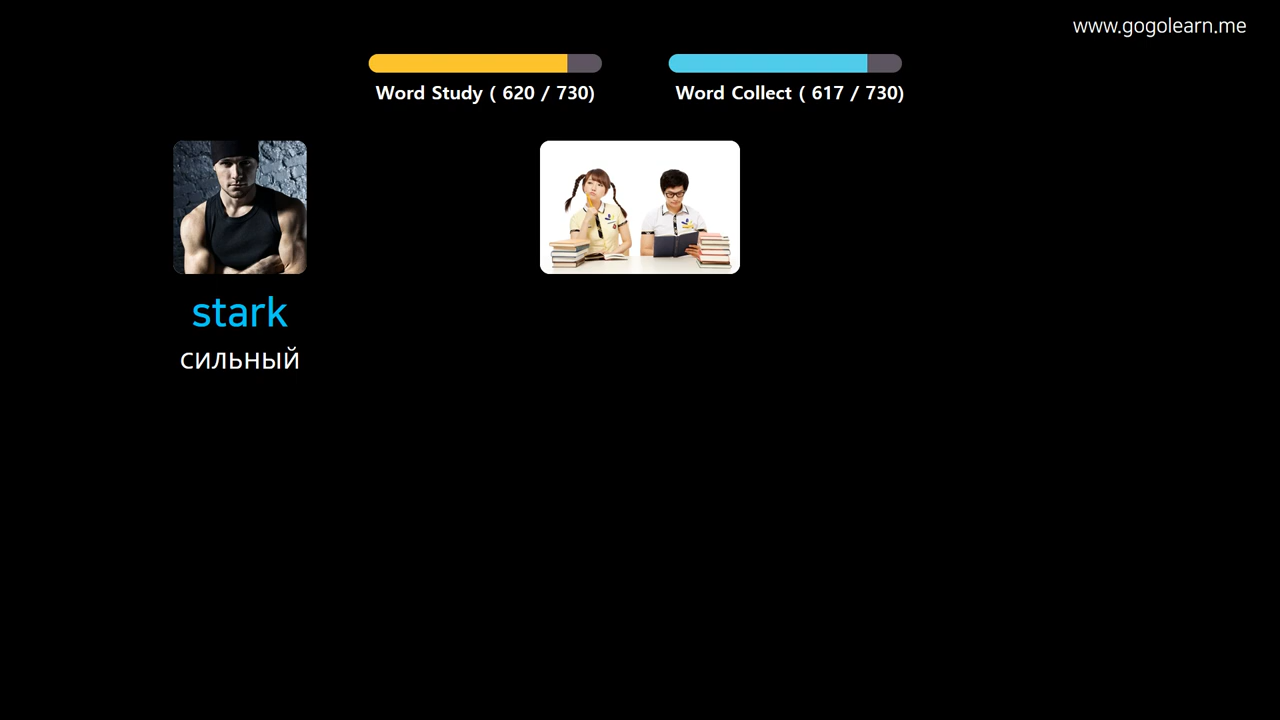 www.gogolearn.me
Word Study ( 620 / 730)
Word Collect ( 617 / 730)
stark
сильный